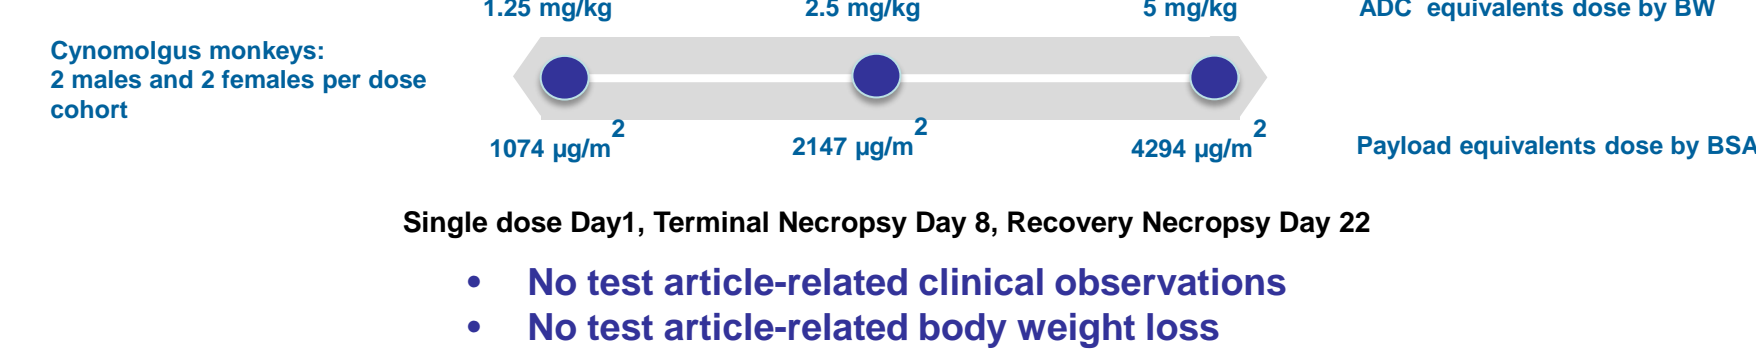 1.25 mg/kg 2.5 mg/kg 5 mg/kg ADC equivalents dose by BW
Cynomolgus monkeys:
2 males and 2 females per dose
cohort
1074 µg/m² 2147 µg/m² 4294 µg/m² Payload equivalents dose by BSA
Single dose Day1, Terminal Necropsy Day 8, Recovery Necropsy Day 22
• No test article-related clinical observations
• No test article-related body weight loss